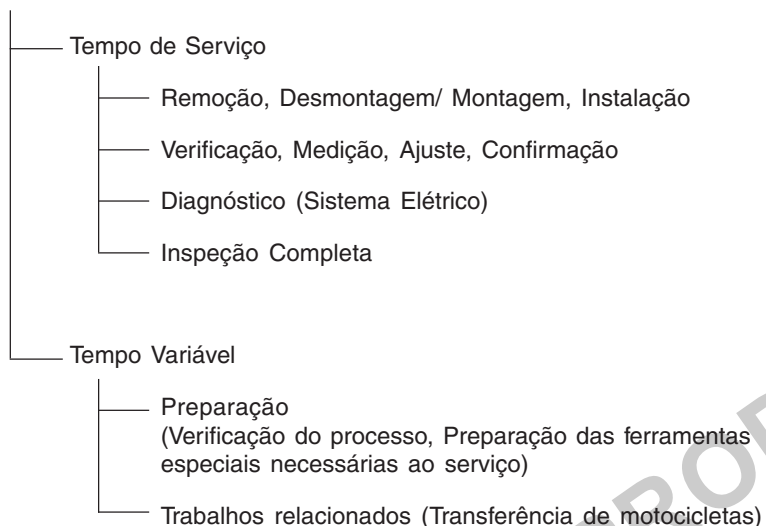 Tempo de Serviço
Remoção, Desmontagem/ Montagem, Instalação
Verificação, Medição, Ajuste, Confirmação
Diagnóstico (Sistema Elétrico)
Inspeção Completa
Tempo Variável
Preparação
(Verificação do processo, Preparação das ferramentas
especiais necessárias ao serviço)
Trabalhos relacionados (Transferência de motocicletas)